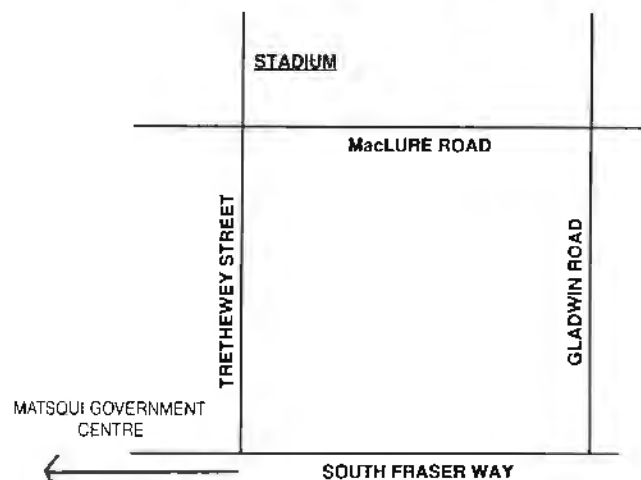 STADIUM
MacLURE ROAD
TRETHEWEY STREET
GLADWIN ROAD
MATSQUI GOVERNMENT
CENTRE
SOUTH FRASER WAY